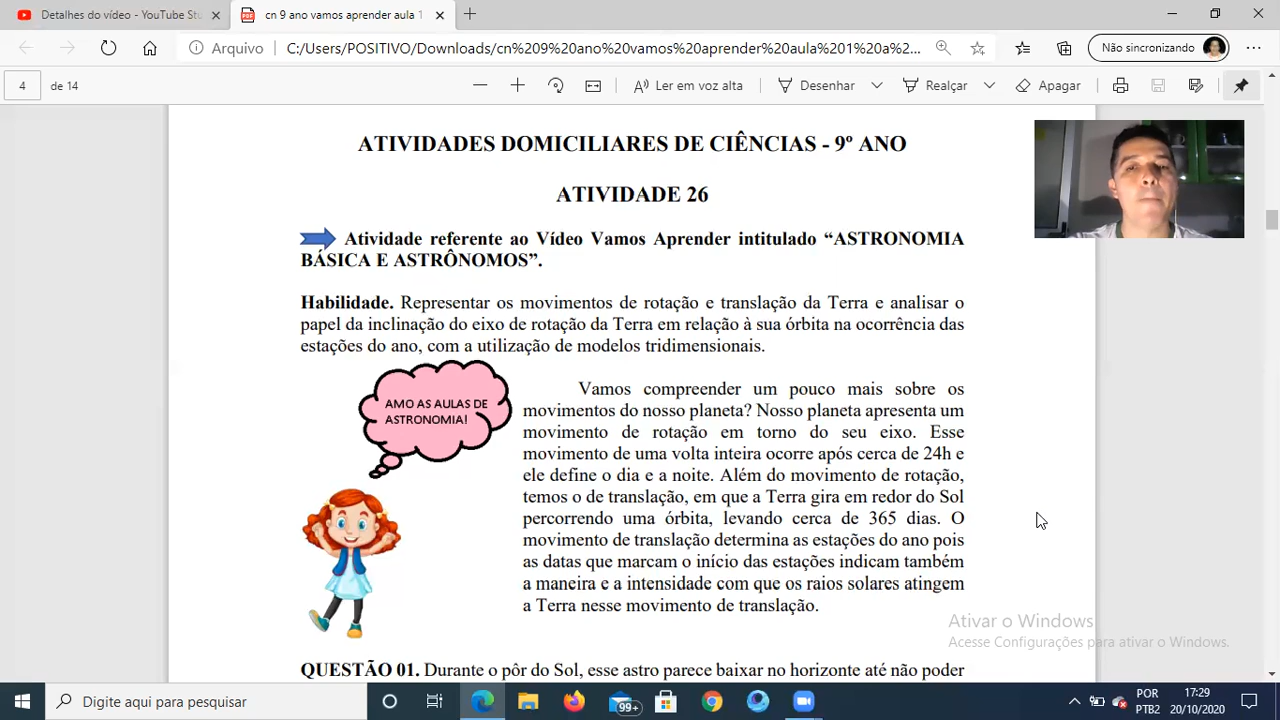 Detalhes do vídeo - YouTube Stu
cn 9 ano vamos aprender aula 1
Arquivo
C:/Users/POSITIVO/Downloads/cn%209%20ano%20vamos%20aprender%20aula%201%20a%2...
Não sincronizando
4 de 14
Ler em voz alta
Desenhar
Realçar
Apagar
ATIVIDADES DOMICILIARES DE CIÊNCIAS - 9º ANO
ATIVIDADE 26
Atividade referente ao Vídeo Vamos Aprender intitulado “ASTRONOMIA
BÁSICA E ASTRÔNOMOS”.
Habilidade. Representar os movimentos de rotação e translação da Terra e analisar o
papel da inclinação do eixo de rotação da Terra em relação à sua órbita na ocorrência das
estações do ano, com a utilização de modelos tridimensionais.
AMO AS AULAS DE
ASTRONOMIA!
Vamos compreender um pouco mais sobre os
movimentos do nosso planeta? Nosso planeta apresenta um
movimento de rotação em torno do seu eixo. Esse
movimento de uma volta inteira ocorre após cerca de 24h e
ele define o dia e a noite. Além do movimento de rotação,
temos o de translação, em que a Terra gira em redor do Sol
percorrendo uma órbita, levando cerca de 365 dias. O
movimento de translação determina as estações do ano pois
as datas que marcam o início das estações indicam também
a maneira e a intensidade com que os raios solares atingem
a Terra nesse movimento de translação.
Ativar o Windows
Acesse Configurações para ativar o Windows.
QUESTÃO 01. Durante o pôr do Sol, esse astro parece baixar no horizonte até não poder
Digite aqui para pesquisar
99+
POR
PTB2
17:29
20/10/2020